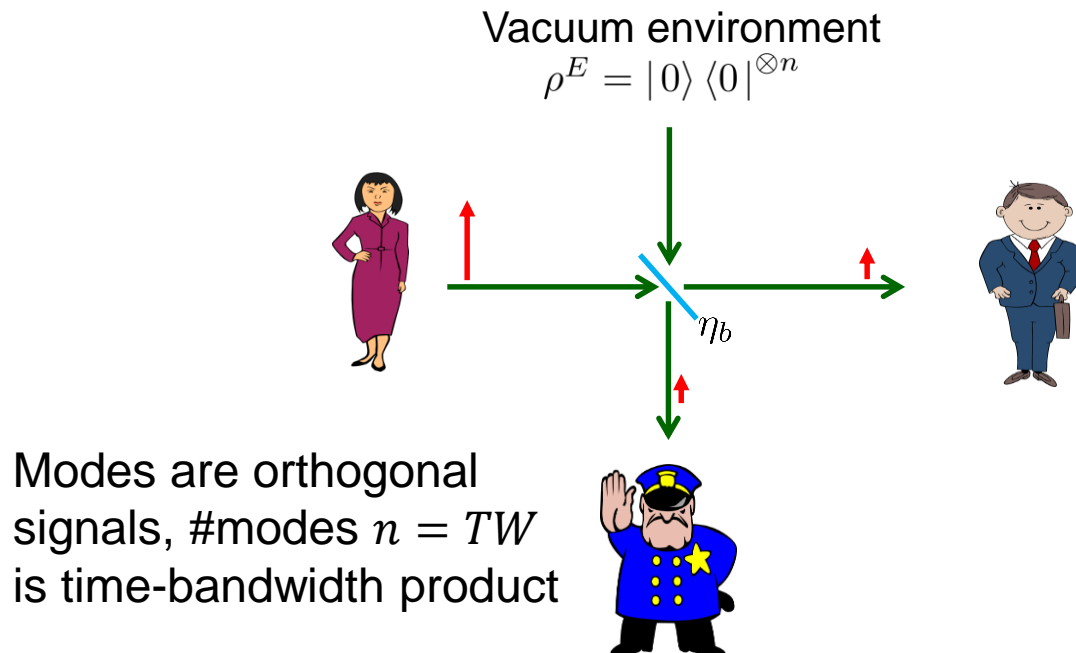 Vacuum environment
ρ^E = |0⟩ ⟨0|^{⊗n}
η_b
Modes are orthogonal
signals, #modes n = TW
is time-bandwidth product